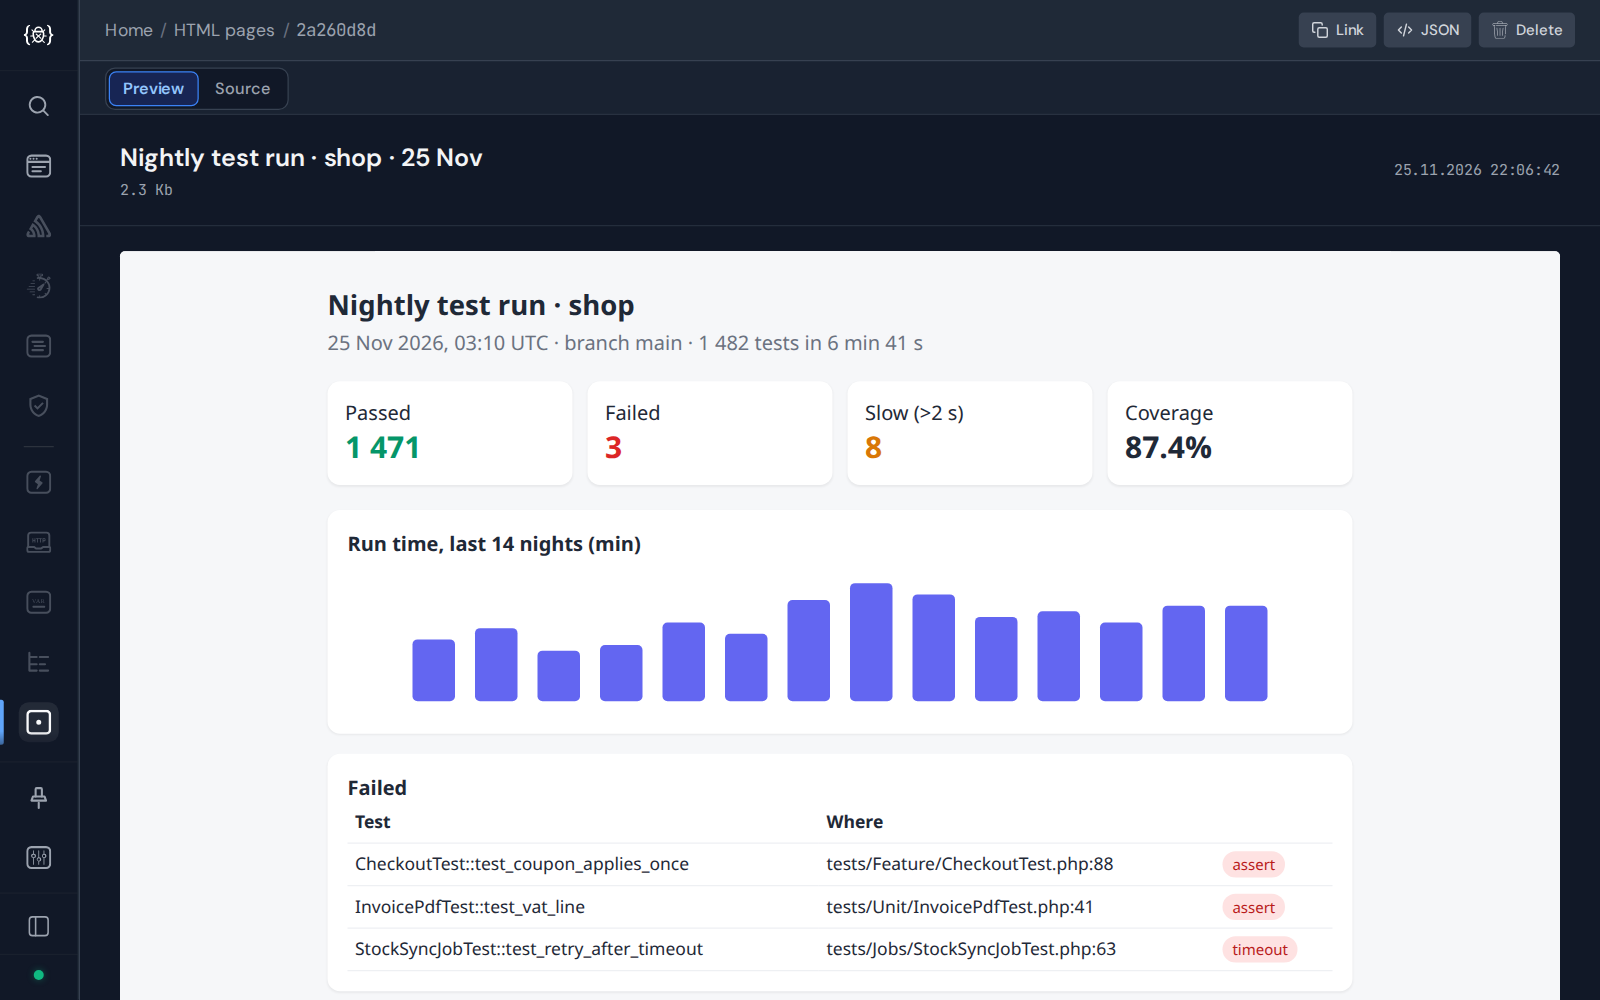 Home / HTML pages / 2a260d8d
Link
JSON
Delete
Preview
Source
Nightly test run · shop · 25 Nov
2.3 Kb
25.11.2026 22:06:42
Nightly test run · shop
25 Nov 2026, 03:10 UTC · branch main · 1 482 tests in 6 min 41 s
Passed
1 471
Failed
3
Slow (>2 s)
8
Coverage
87.4%
Run time, last 14 nights (min)
Failed
Test Where
CheckoutTest::test_coupon_applies_once tests/Feature/CheckoutTest.php:88 assert
InvoicePdfTest::test_vat_line tests/Unit/InvoicePdfTest.php:41 assert
StockSyncJobTest::test_retry_after_timeout tests/Jobs/StockSyncJobTest.php:63 timeout
HTTP